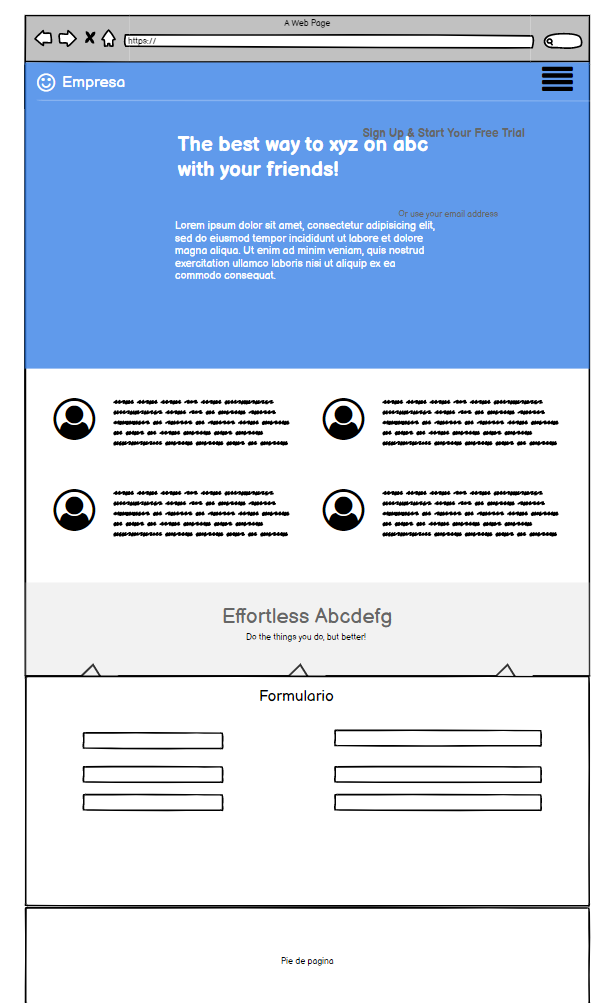 A Web Page
https://
Empresa
Sign Up & Start Your Free Trial
The best way to xyz on abc
with your friends!
Or use your email address
Lorem ipsum dolor sit amet, consectetur adipisicing elit,
sed do eiusmod tempor incididunt ut labore et dolore
magna aliqua. Ut enim ad minim veniam, quis nostrud
exercitation ullamco laboris nisi ut aliquip ex ea
commodo consequat.
Effortless Abcdefg
Do the things you do, but better!
Formulario
Pie de pagina